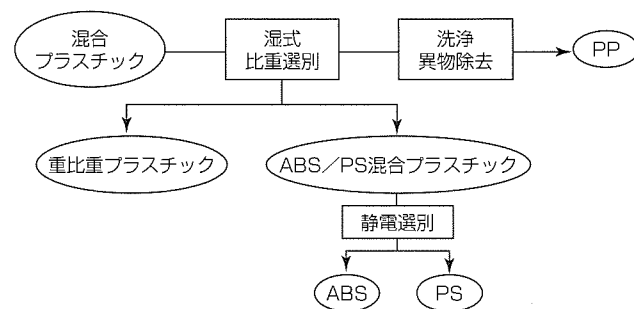 混合
プラスチック
湿式
比重選別
洗浄
異物除去
PP
重比重プラスチック
ABS／PS混合プラスチック
静電選別
ABS
PS